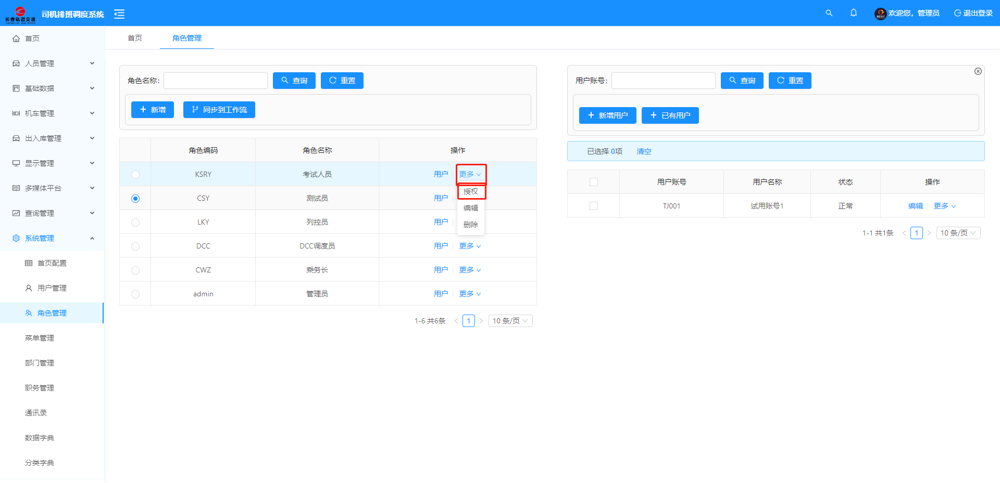 长春轨道交通
司机排班调度系统
欢迎您，管理员
退出登录
首页
人员管理
基础数据
机车管理
出入库管理
显示管理
多媒体平台
查询管理
系统管理
首页配置
用户管理
角色管理
菜单管理
部门管理
职务管理
通讯录
数据字典
分类字典
首页 角色管理
角色名称: 查询 重置
新增 同步到工作流
角色编码 角色名称 操作
KSRY 考试人员 用户 更多
CSY 测试员 用户
LKY 列控员 用户
DCC DCC调度员 用户 更多
CWZ 乘务长 用户 更多
admin 管理员 用户 更多
授权
编辑
删除
1-6 共6条 < 1 > 10 条/页
用户账号: 查询 重置
新增用户 已有用户
已选择 0项 清空
用户账号 用户名称 状态 操作
TJ001 试用账号1 正常 编辑 更多
1-1 共1条 < 1 > 10 条/页